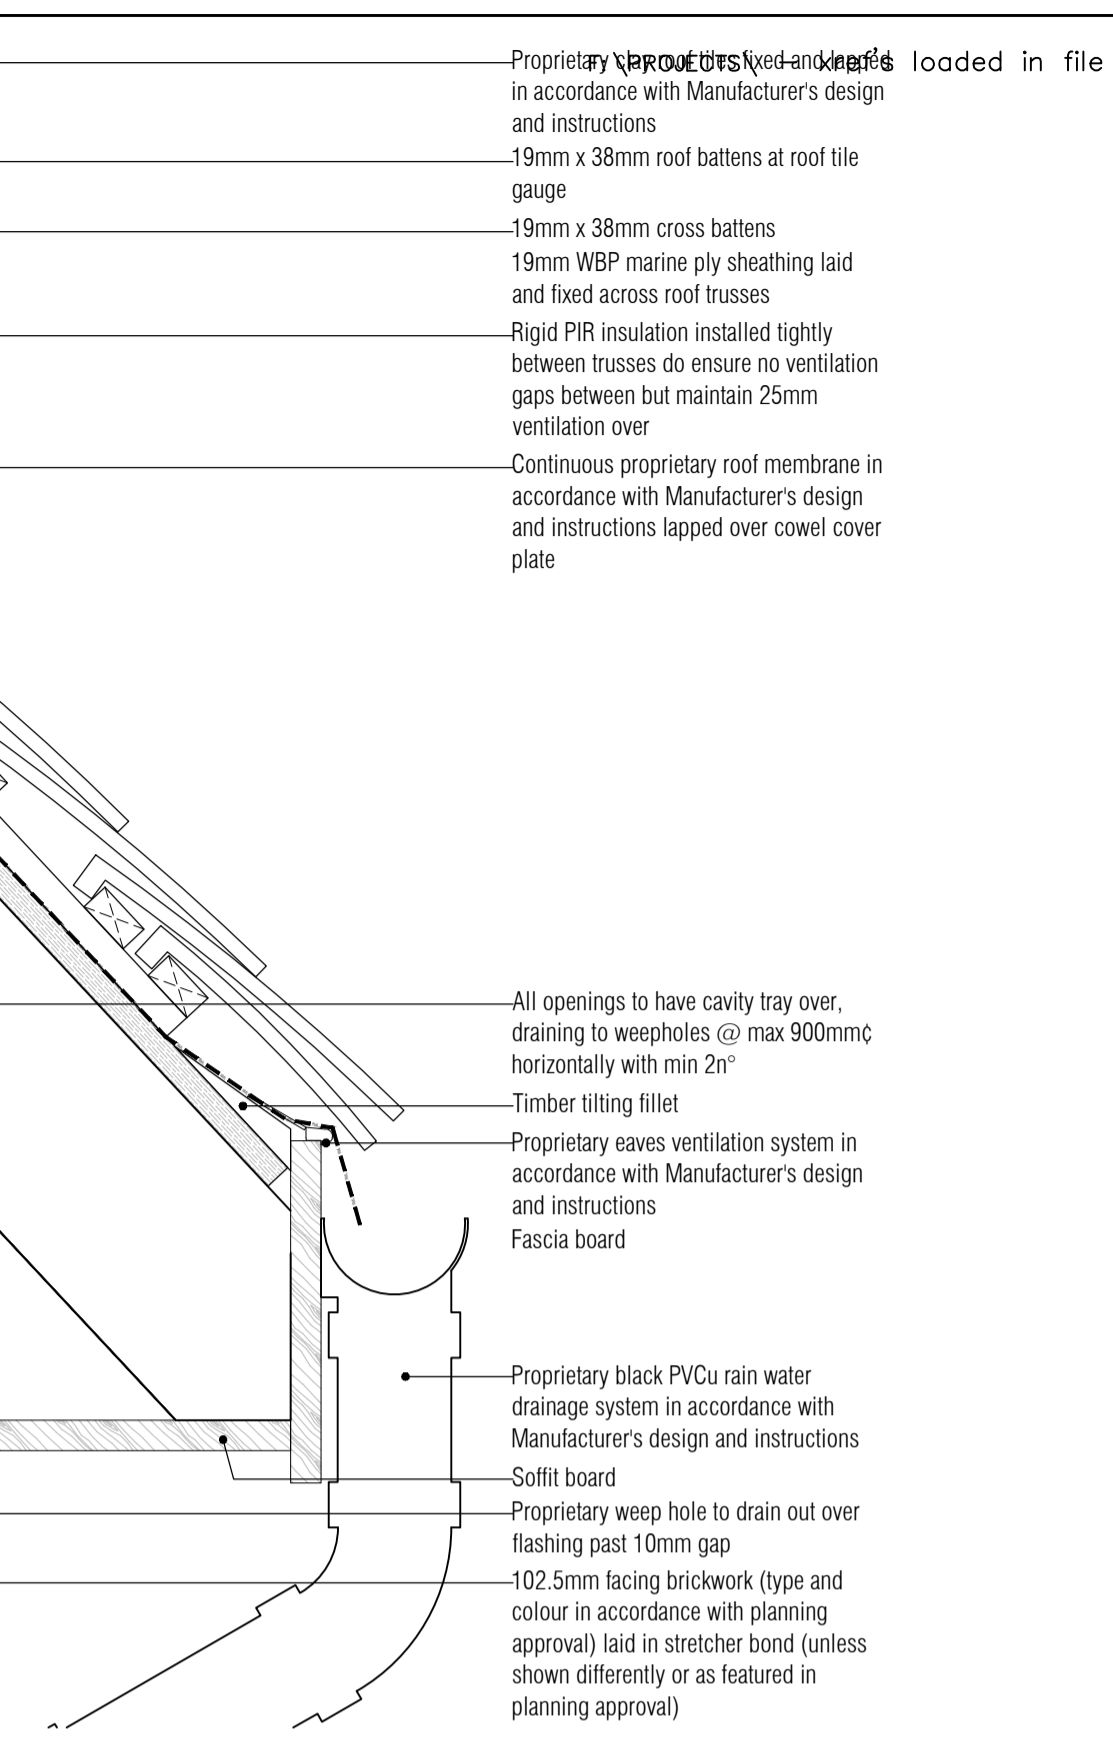 Proprietary clay roof tiles fixed and lapped
F:\PROJECTS\ - xref's loaded in file
in accordance with Manufacturer's design
and instructions
19mm x 38mm roof battens at roof tile
gauge
19mm x 38mm cross battens
19mm WBP marine ply sheathing laid
and fixed across roof trusses
Rigid PIR insulation installed tightly
between trusses do ensure no ventilation
gaps between but maintain 25mm
ventilation over
Continuous proprietary roof membrane in
accordance with Manufacturer's design
and instructions lapped over cowel cover
plate
All openings to have cavity tray over,
draining to weepholes @ max 900mm¢
horizontally with min 2n°
Timber tilting fillet
Proprietary eaves ventilation system in
accordance with Manufacturer's design
and instructions
Fascia board
Proprietary black PVCu rain water
drainage system in accordance with
Manufacturer's design and instructions
Soffit board
Proprietary weep hole to drain out over
flashing past 10mm gap
102.5mm facing brickwork (type and
colour in accordance with planning
approval) laid in stretcher bond (unless
shown differently or as featured in
planning approval)